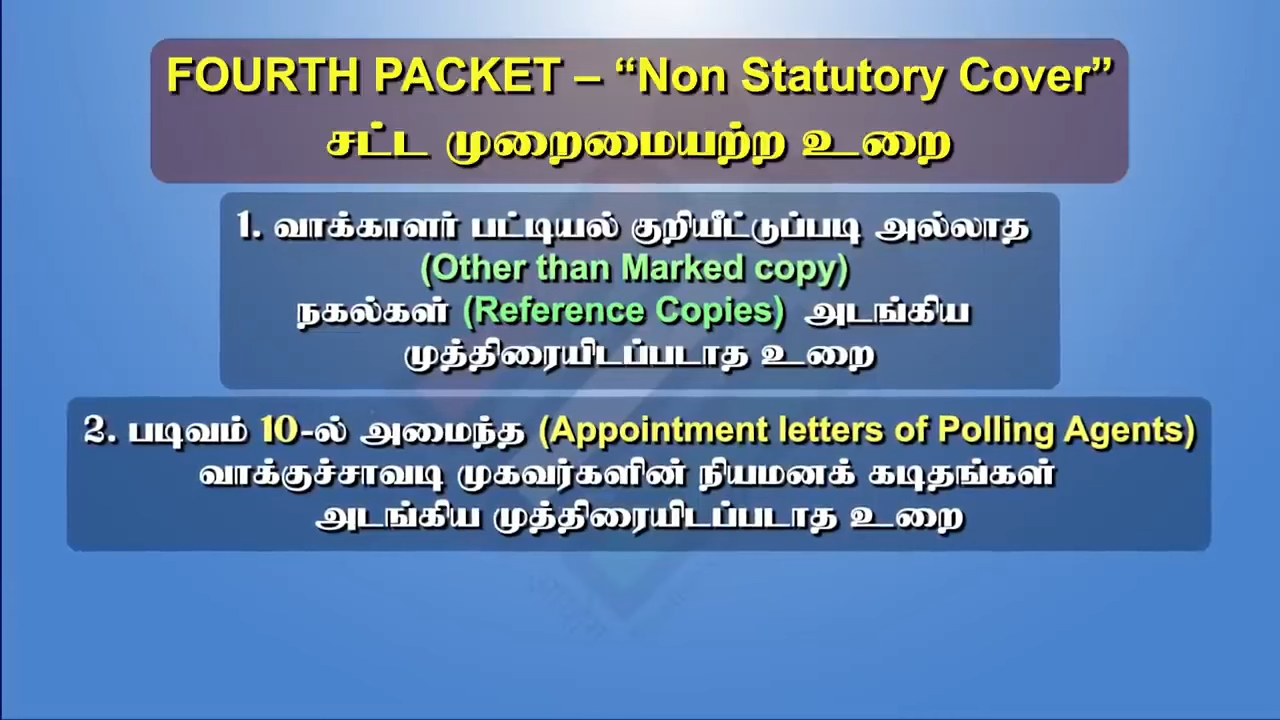 FOURTH PACKET – “Non Statutory Cover”
சட்ட முறைமையற்ற உறை
1. வாக்காளர் பட்டியல் குறியீட்டுப்படி அல்லாத
(Other than Marked copy)
நகல்கள் (Reference Copies) அடங்கிய
முத்திரையிடப்படாத உறை
2. படிவம் 10-ல் அமைந்த (Appointment letters of Polling Agents)
வாக்குச்சாவடி முகவர்களின் நியமனக் கடிதங்கள்
அடங்கிய முத்திரையிடப்படாத உறை